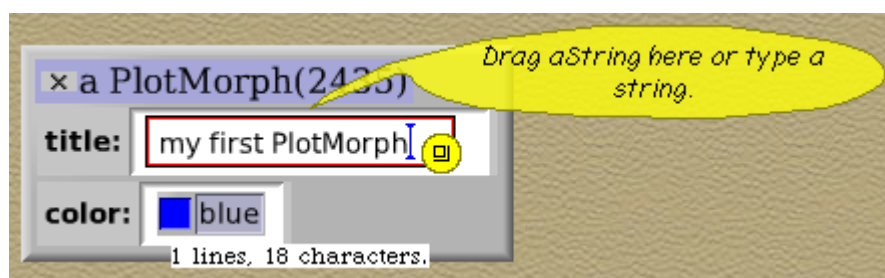 Drag aString here or type a
string.
× a PlotMorph(2435)
title: my first PlotMorph
color: blue
1 lines, 18 characters.